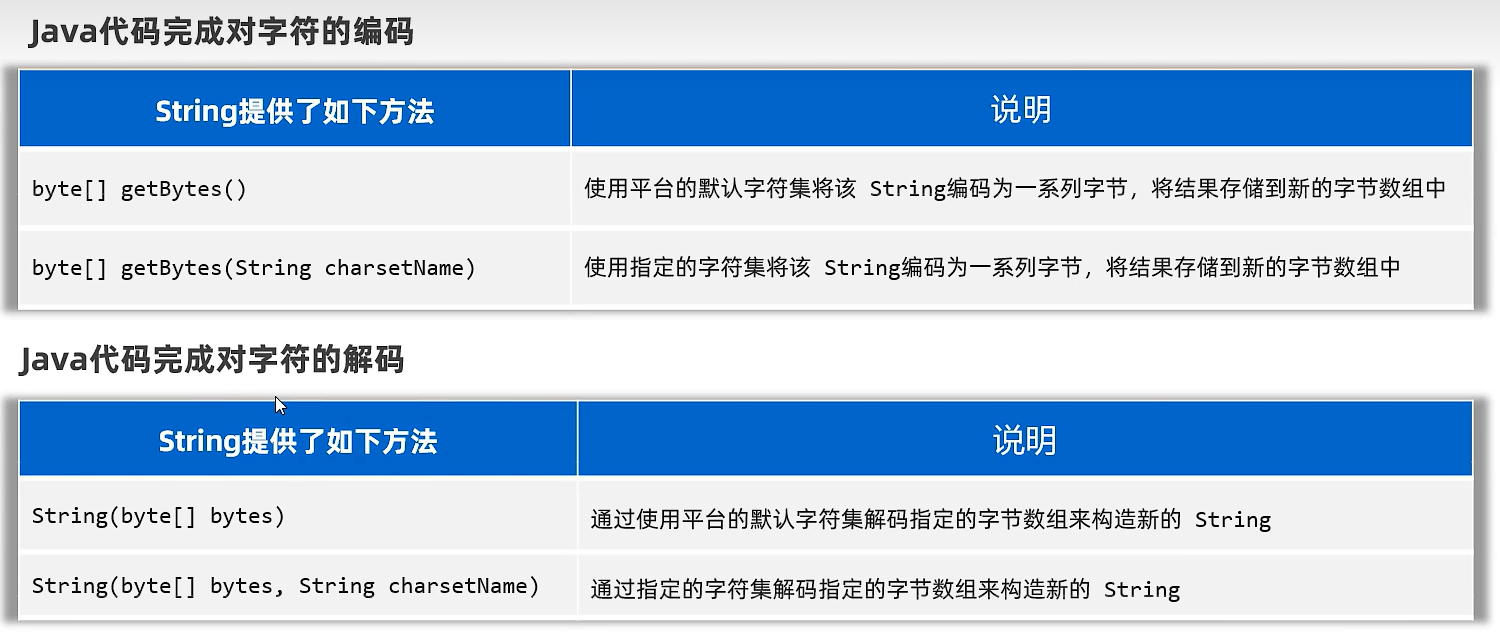 Java代码完成对字符的编码
String提供了如下方法 说明
byte[] getBytes() 使用平台的默认字符集将该 String编码为一系列字节，将结果存储到新的字节数组中
byte[] getBytes(String charsetName) 使用指定的字符集将该 String编码为一系列字节，将结果存储到新的字节数组中
Java代码完成对字符的解码
String提供了如下方法 说明
String(byte[] bytes) 通过使用平台的默认字符集解码指定的字节数组来构造新的 String
String(byte[] bytes, String charsetName) 通过指定的字符集解码指定的字节数组来构造新的 String